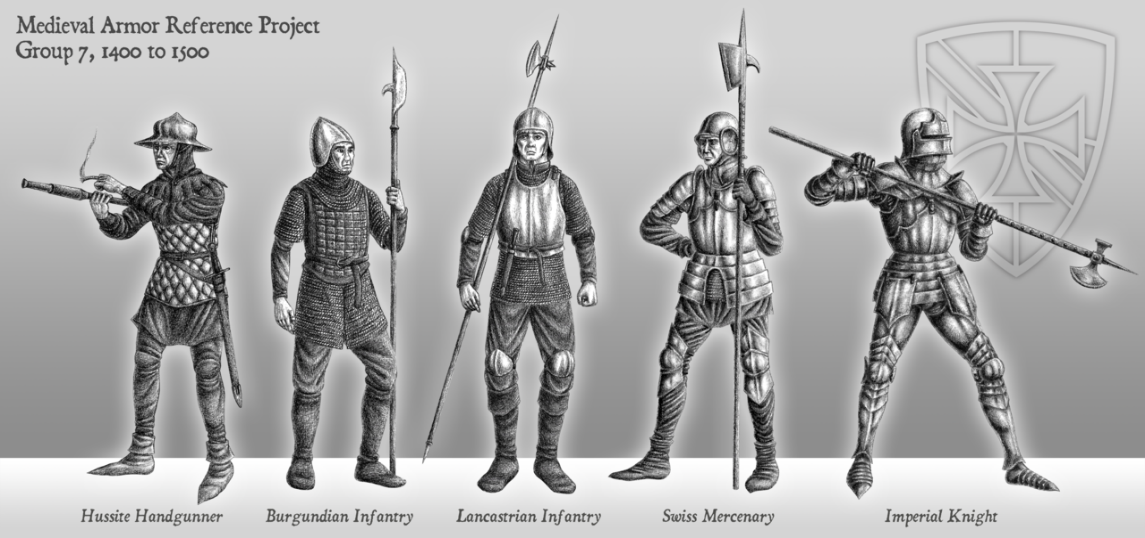 Medieval Armor Reference Project
Group 7, 1400 to 1500
Hussite Handgunner
Burgundian Infantry
Lancastrian Infantry
Swiss Mercenary
Imperial Knight